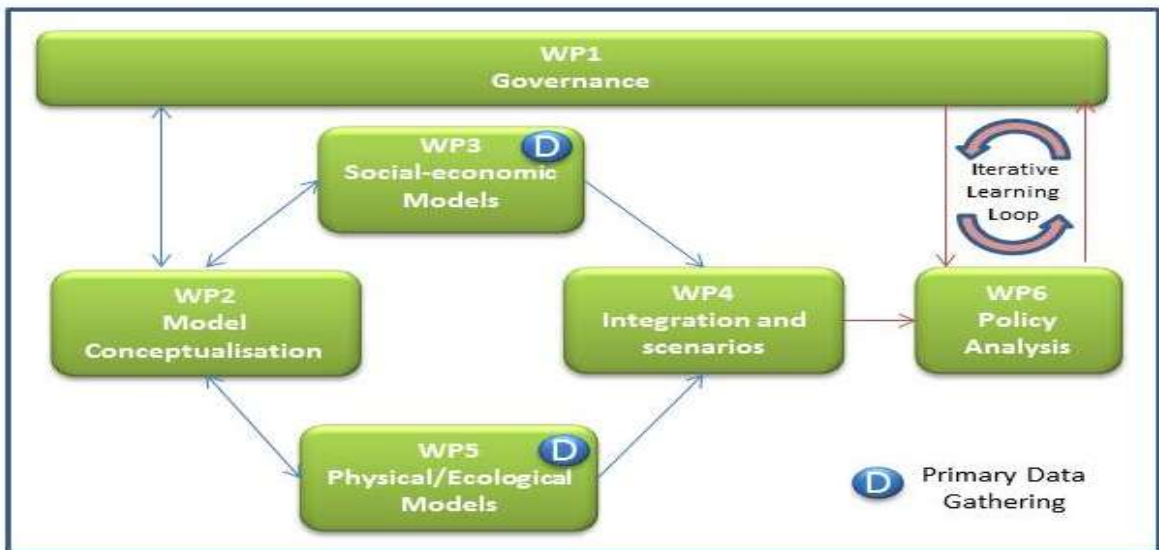 WP1
Governance
WP3
D
Social-economic
Models
Iterative
Learning
Loop
WP2
Model
Conceptualisation
WP4
Integration and
scenarios
WP6
Policy
Analysis
WP5
D
Physical/Ecological
Models
D
Primary Data
Gathering